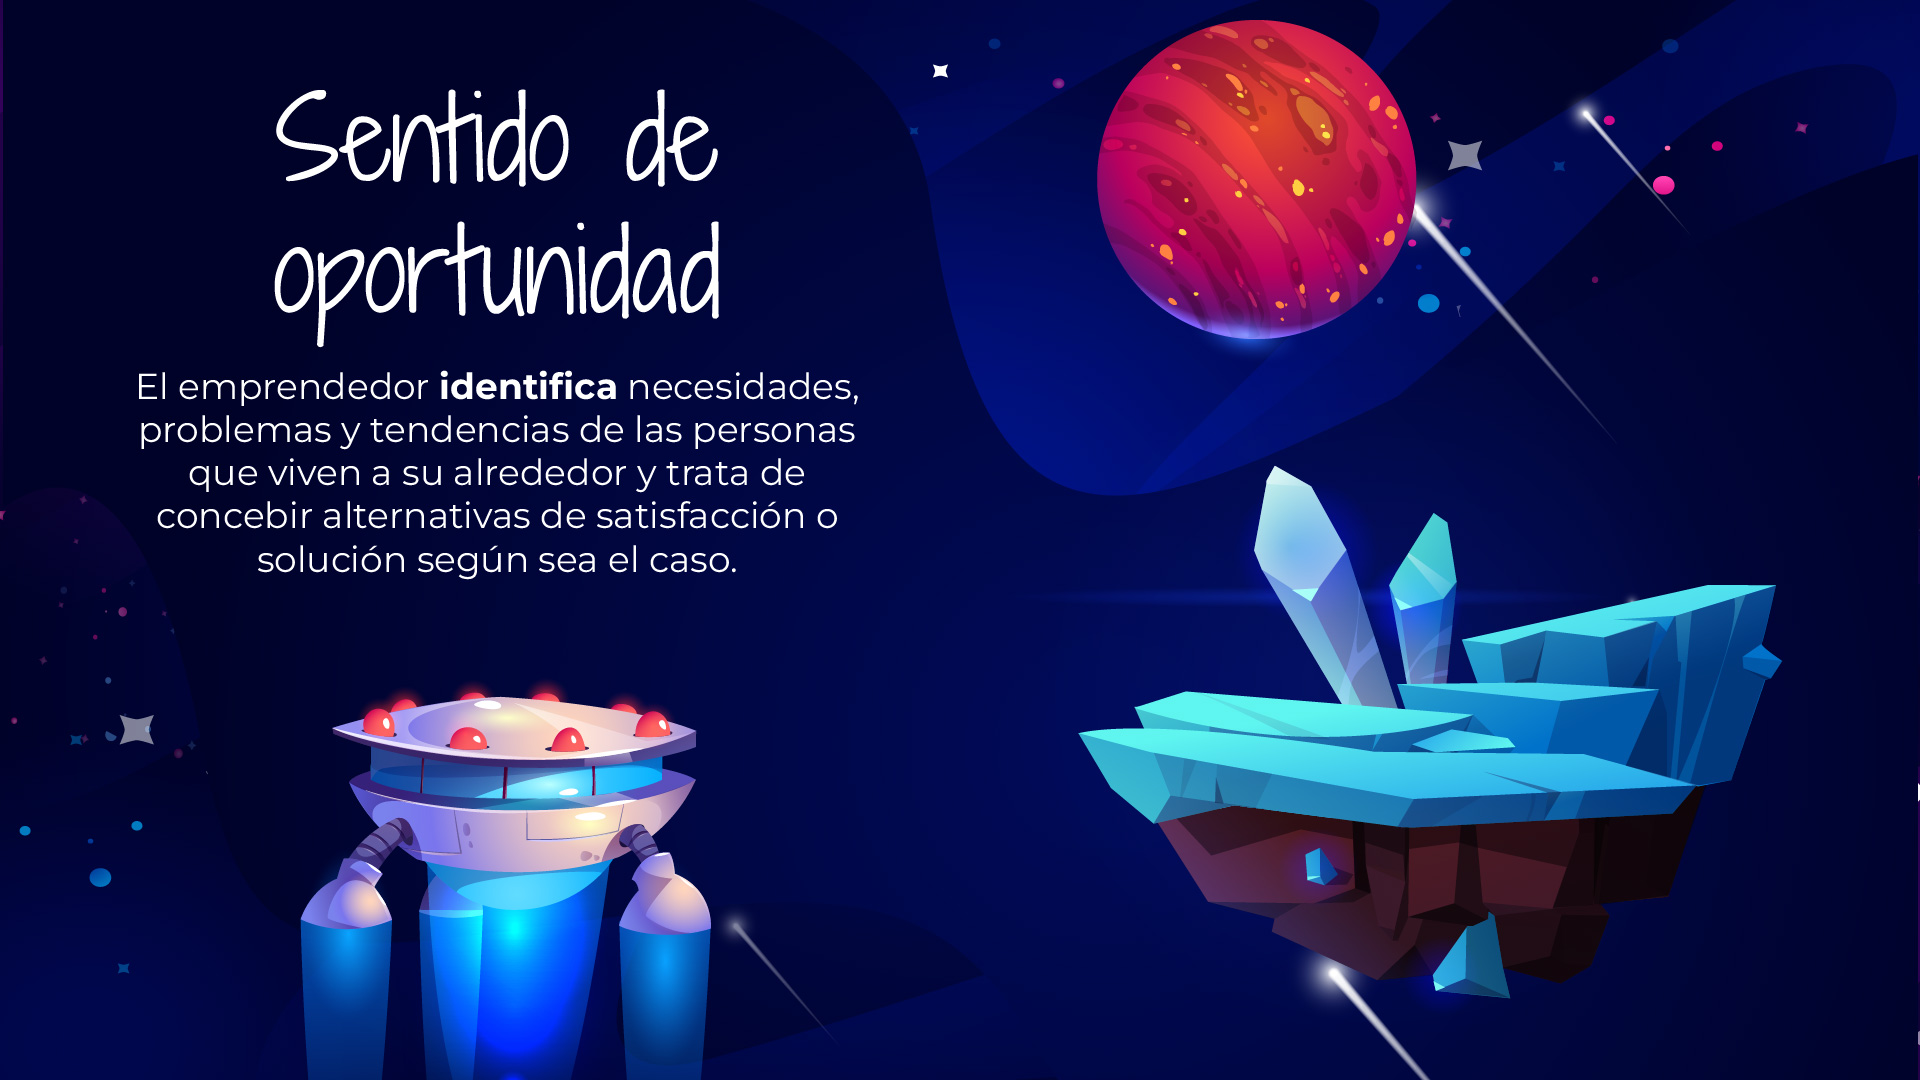 Sentido de
oportunidad
El emprendedor identifica necesidades,
problemas y tendencias de las personas
que viven a su alrededor y trata de
concebir alternativas de satisfacción o
solución según sea el caso.